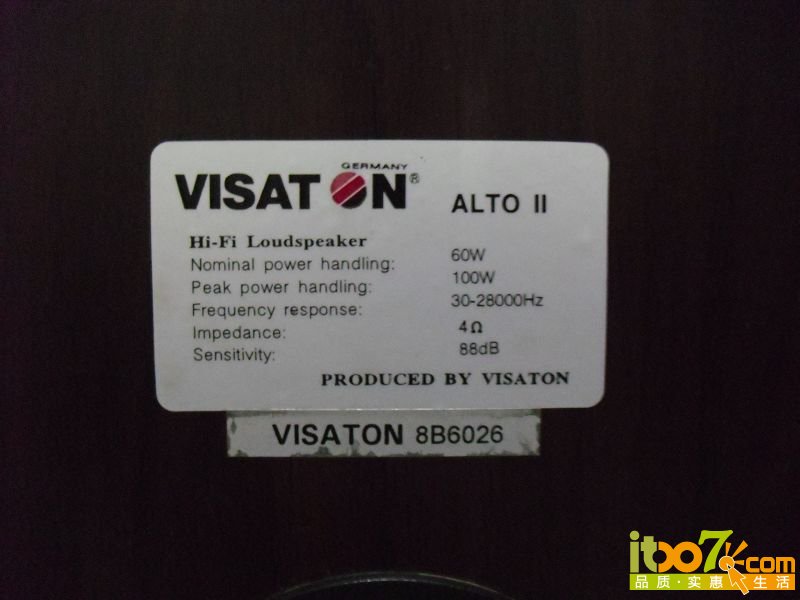 GERMANY
VISATON® ALTO II
Hi-Fi Loudspeaker
Nominal power handling: 60W
Peak power handling: 100W
Frequency response: 30-28000Hz
Impedance: 4Ω
Sensitivity: 88dB
PRODUCED BY VISATON
VISATON 8B6026
itoo7.com
品质·实惠 生活